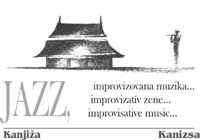 improvizovana muzika...
JAZZ, improvizatív zene...
improvisative music...
Kanjiža Kanizsa